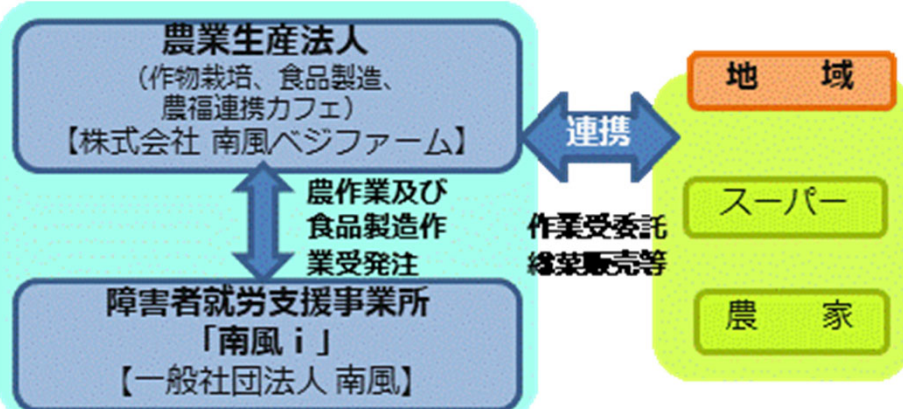 農業生産法人
（作物栽培、食品製造、
農福連携カフェ）
【株式会社 南風ベジファーム】
農作業及び
食品製造作
業受発注
障害者就労支援事業所
「南風ｉ」
【一般社団法人 南風】
連携
作業受委託
総菜販売等
地　域
スーパー
農　家